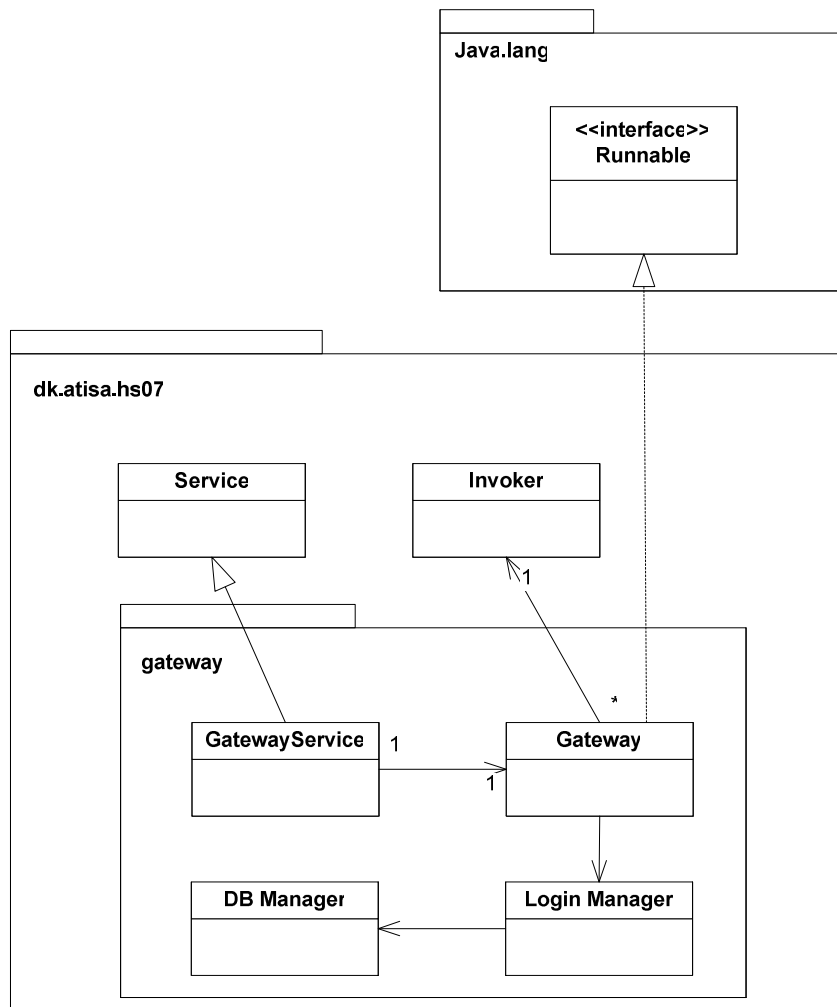 Java.lang
<<interface>>
Runnable
dk.atisa.hs07
Service
Invoker
1
gateway
*
GatewayService
1
1
Gateway
DB Manager
Login Manager